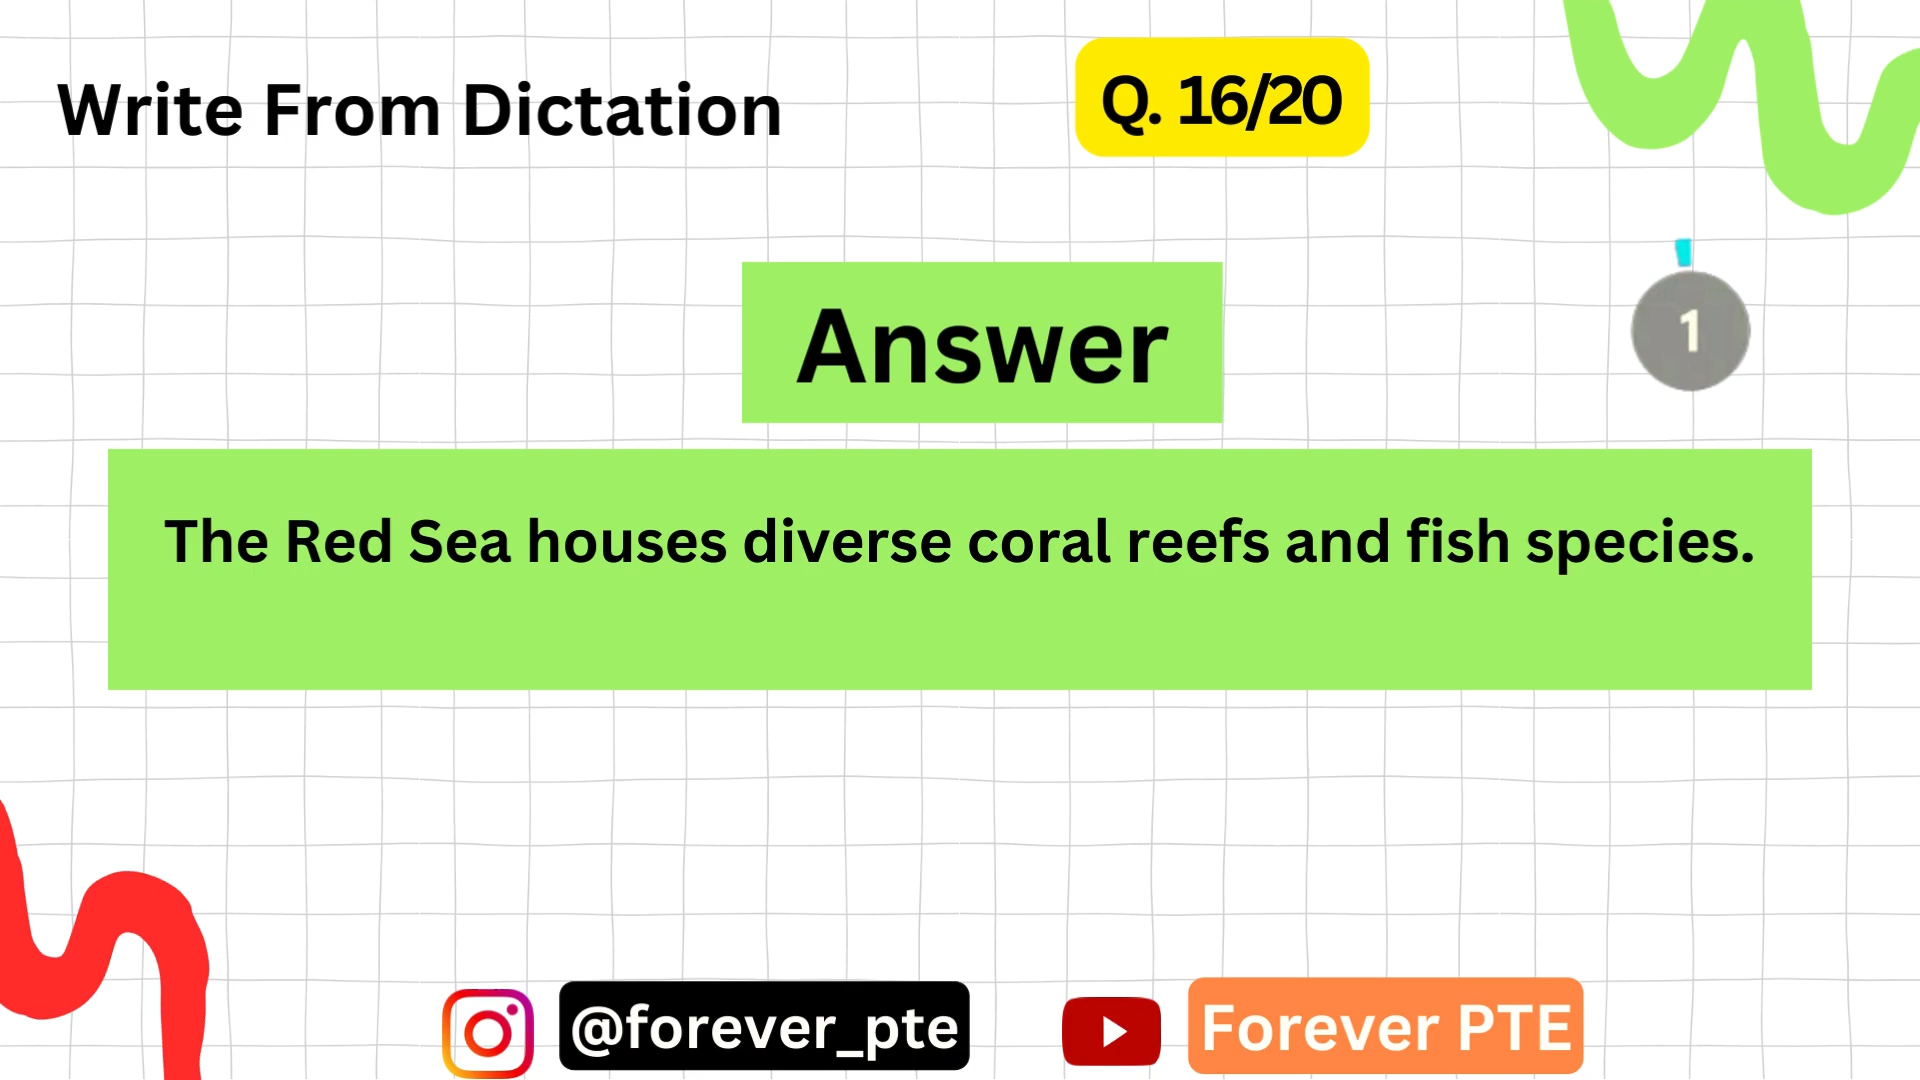 Write From Dictation
Q. 16/20
Answer
1
The Red Sea houses diverse coral reefs and fish species.
@forever_pte
Forever PTE